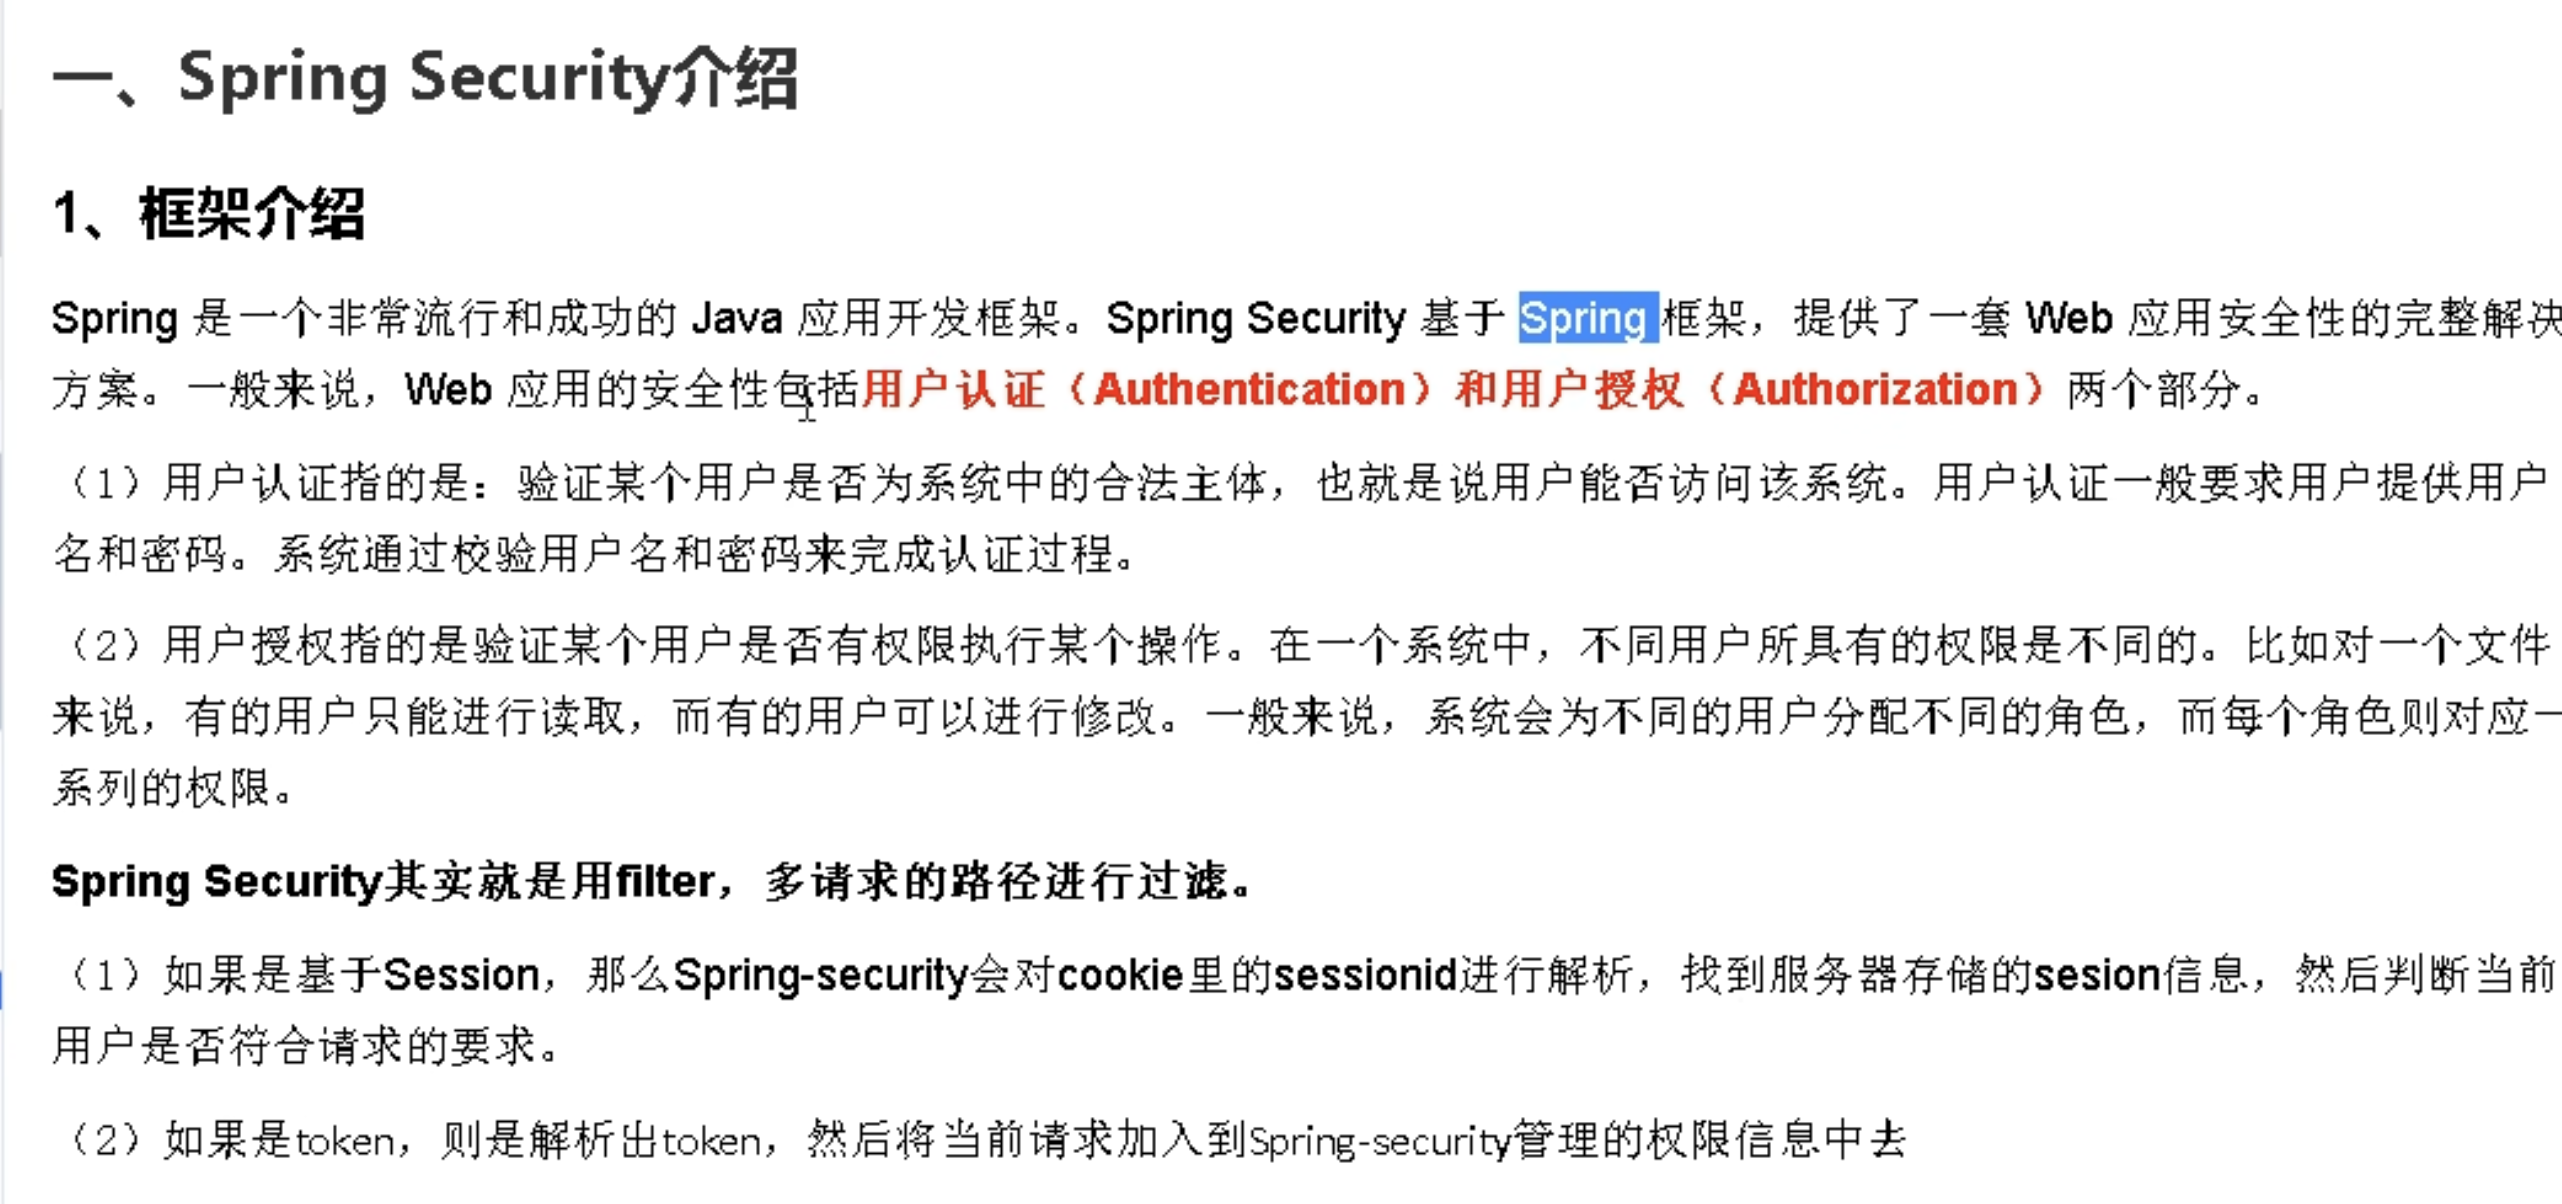 一、Spring Security介绍
1、框架介绍
Spring 是一个非常流行和成功的 Java 应用开发框架。Spring Security 基于 Spring 框架，提供了一套 Web 应用安全性的完整解决
方案。一般来说，Web 应用的安全性包括用户认证（Authentication）和用户授权（Authorization）两个部分。
（1）用户认证指的是：验证某个用户是否为系统中的合法主体，也就是说用户能否访问该系统。用户认证一般要求用户提供用户
名和密码。系统通过校验用户名和密码来完成认证过程。
（2）用户授权指的是验证某个用户是否有权限执行某个操作。在一个系统中，不同用户所具有的权限是不同的。比如对一个文件
来说，有的用户只能进行读取，而有的用户可以进行修改。一般来说，系统会为不同的用户分配不同的角色，而每个角色则对应一
系列的权限。
Spring Security其实就是用filter，多请求的路径进行过滤。
（1）如果是基于Session，那么Spring-security会对cookie里的sessionid进行解析，找到服务器存储的sesion信息，然后判断当前
用户是否符合请求的要求。
（2）如果是token，则是解析出token，然后将当前请求加入到Spring-security管理的权限信息中去